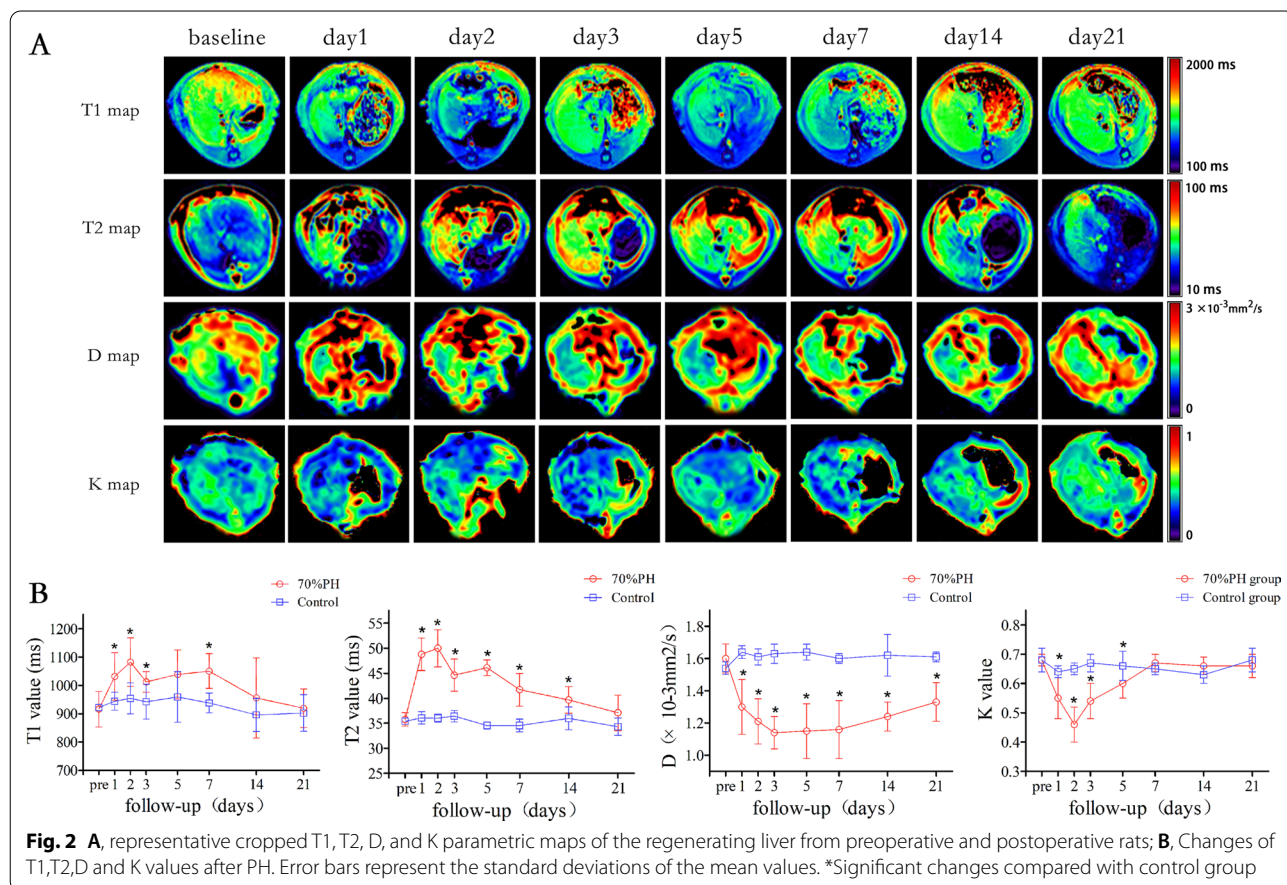 A
baseline day1 day2 day3 day5 day7 day14 day21
T1 map
2000 ms
100 ms
T2 map
100 ms
10 ms
D map
3 ×10⁻³mm²/s
0
K map
1
0
B
70%PH
Control
T1 value (ms)
1200
1100
1000
900
800
700
* * * *
pre 1 2 3 5 7 14 21
follow-up (days)
70%PH
Control
T2 value (ms)
55
50
45
40
35
30
25
* * * * * *
pre 1 2 3 5 7 14 21
follow-up (days)
70%PH
Control
D (× 10-3mm2/s)
1.8
1.6
1.4
1.2
1.0
* * * * * * *
pre 1 2 3 5 7 14 21
follow-up (days)
70%PH group
Control group
K value
0.8
0.7
0.6
0.5
0.4
0.3
* * * *
pre 1 2 3 5 7 14 21
follow-up (days)
Fig. 2 A, representative cropped T1, T2, D, and K parametric maps of the regenerating liver from preoperative and postoperative rats; B, Changes of
T1,T2,D and K values after PH. Error bars represent the standard deviations of the mean values. *Significant changes compared with control group